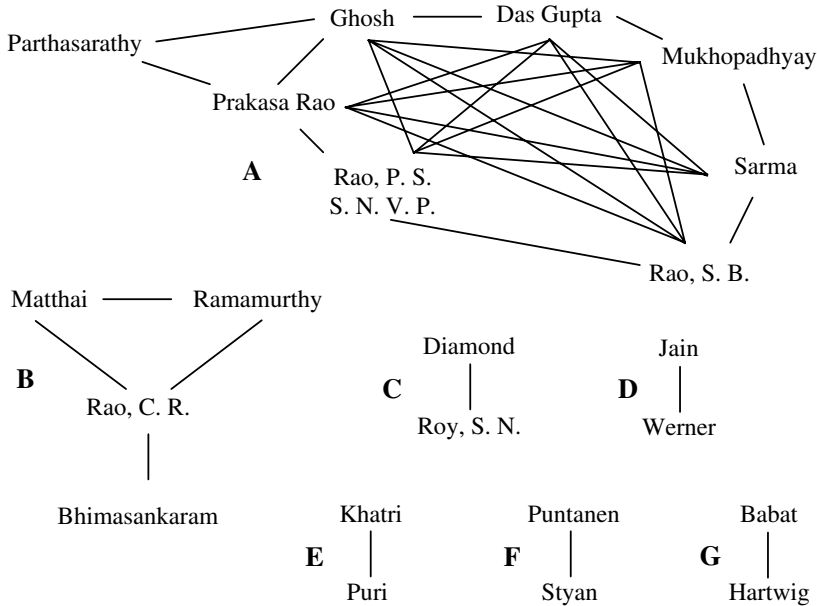 Ghosh
Das Gupta
Parthasarathy
Mukhopadhyay
Prakasa Rao
A
Rao, P. S.
S. N. V. P.
Sarma
Rao, S. B.
Matthai
Ramamurthy
B
Rao, C. R.
Bhimasankaram
Diamond
C
Roy, S. N.
Jain
D
Werner
Khatri
E
Puri
Puntanen
F
Styan
Babat
G
Hartwig